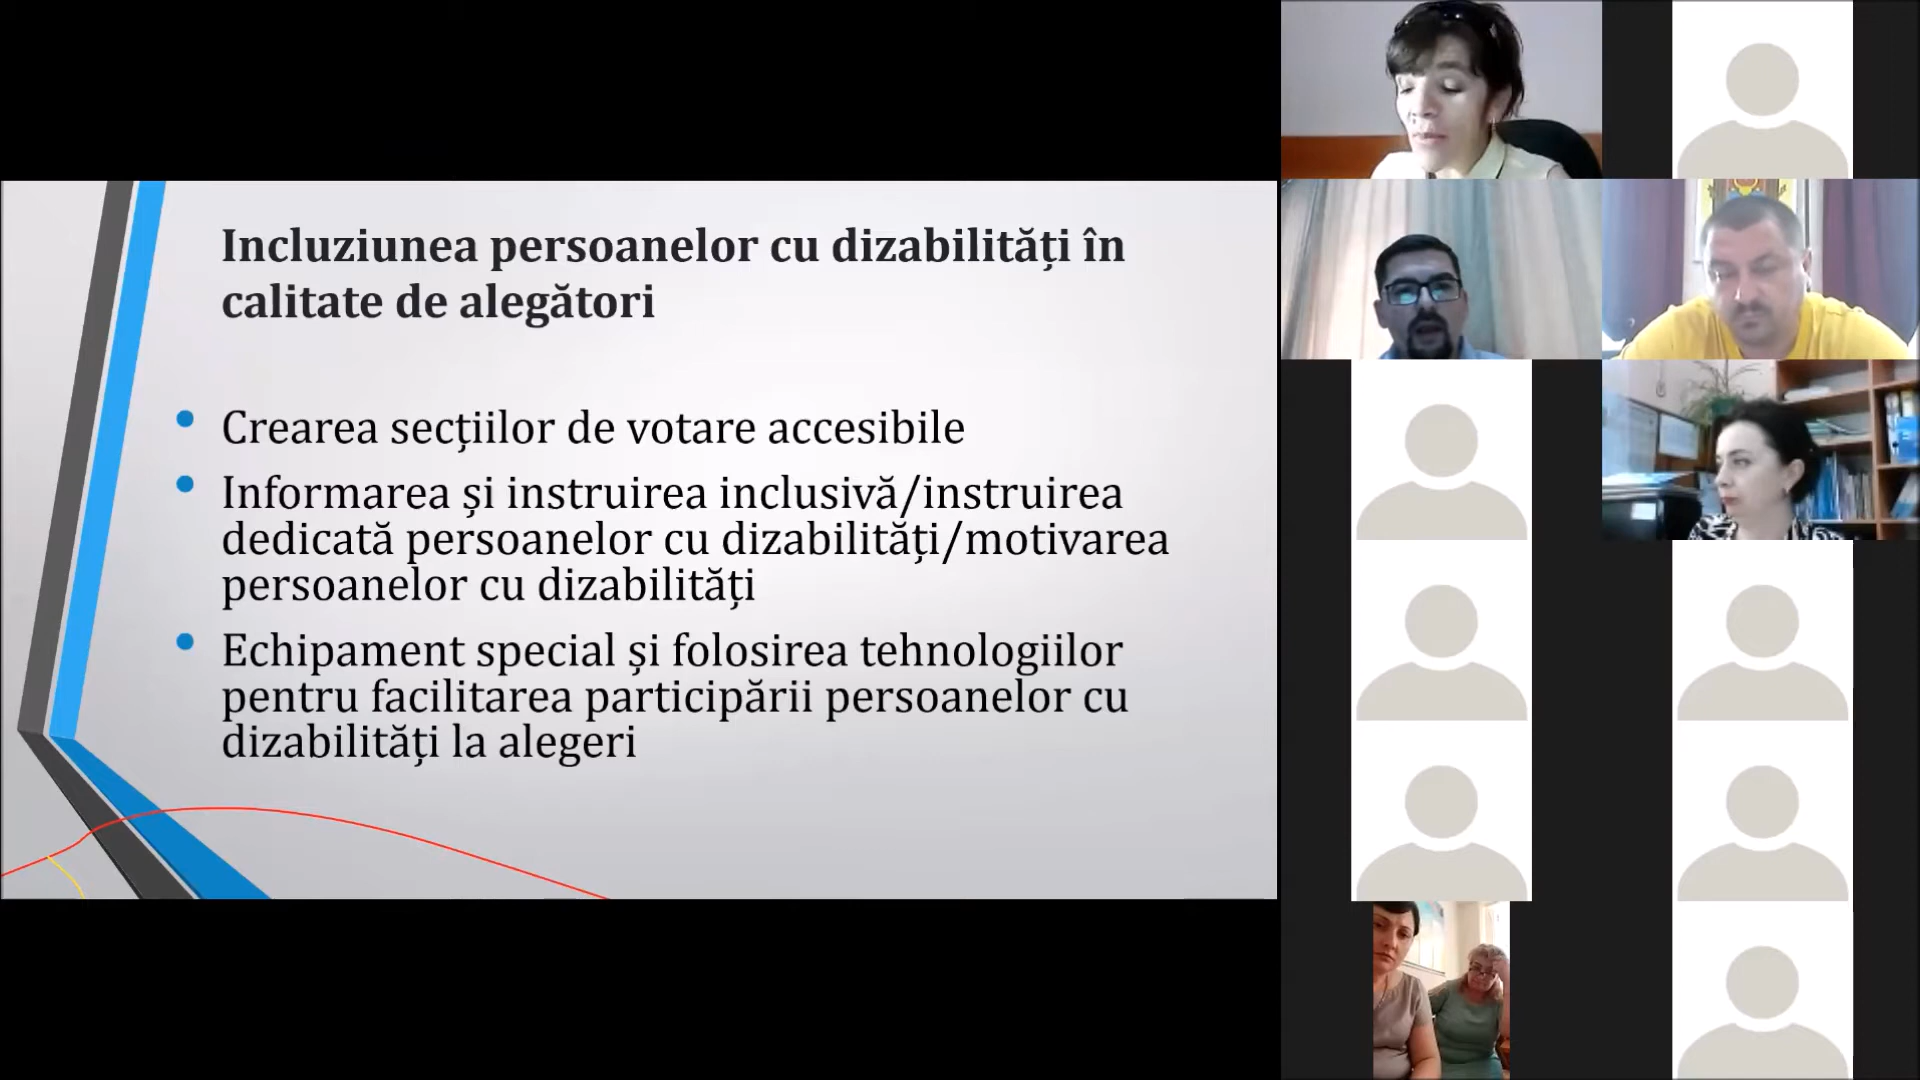 Incluziunea persoanelor cu dizabilități în
calitate de alegători
• Crearea secțiilor de votare accesibile
• Informarea și instruirea inclusivă/instruirea
dedicată persoanelor cu dizabilități/motivarea
persoanelor cu dizabilități
• Echipament special și folosirea tehnologiilor
pentru facilitarea participării persoanelor cu
dizabilități la alegeri